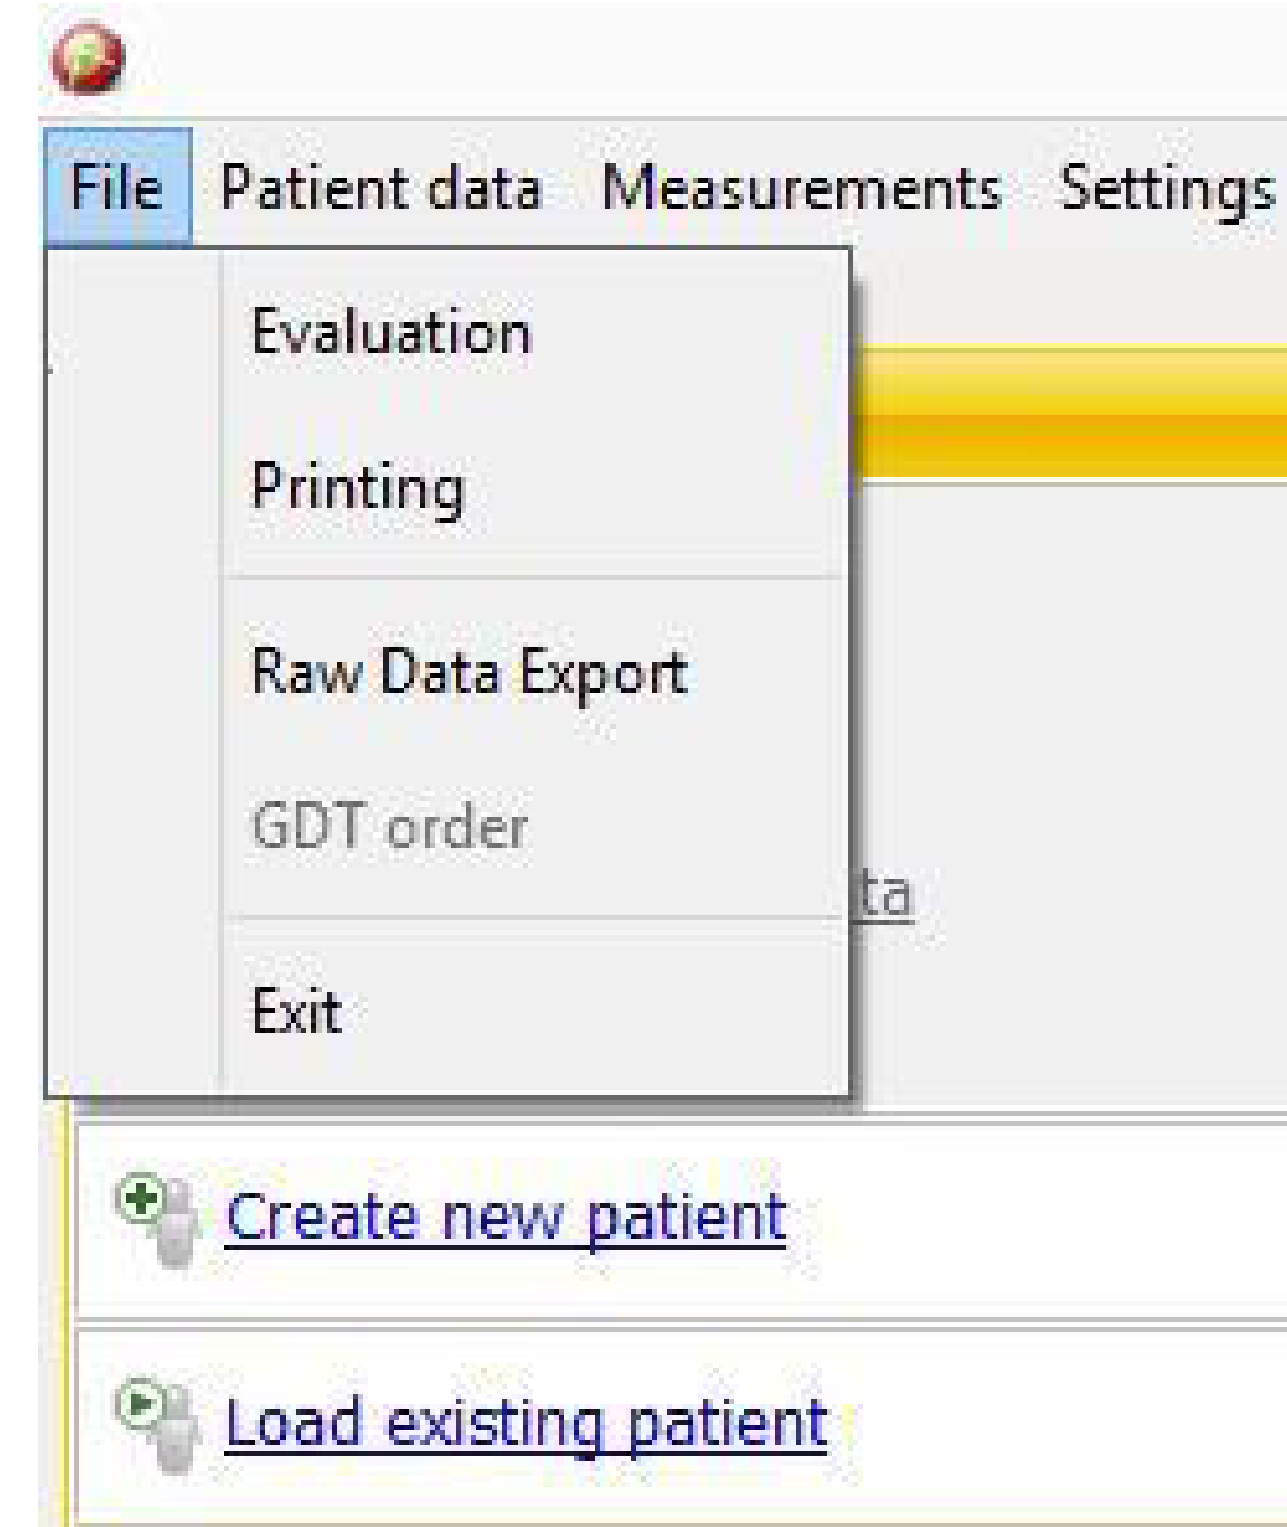 File Patient data Measurements Settings
Evaluation
Printing
Raw Data Export
GDT order
ta
Exit
Create new patient
Load existing patient